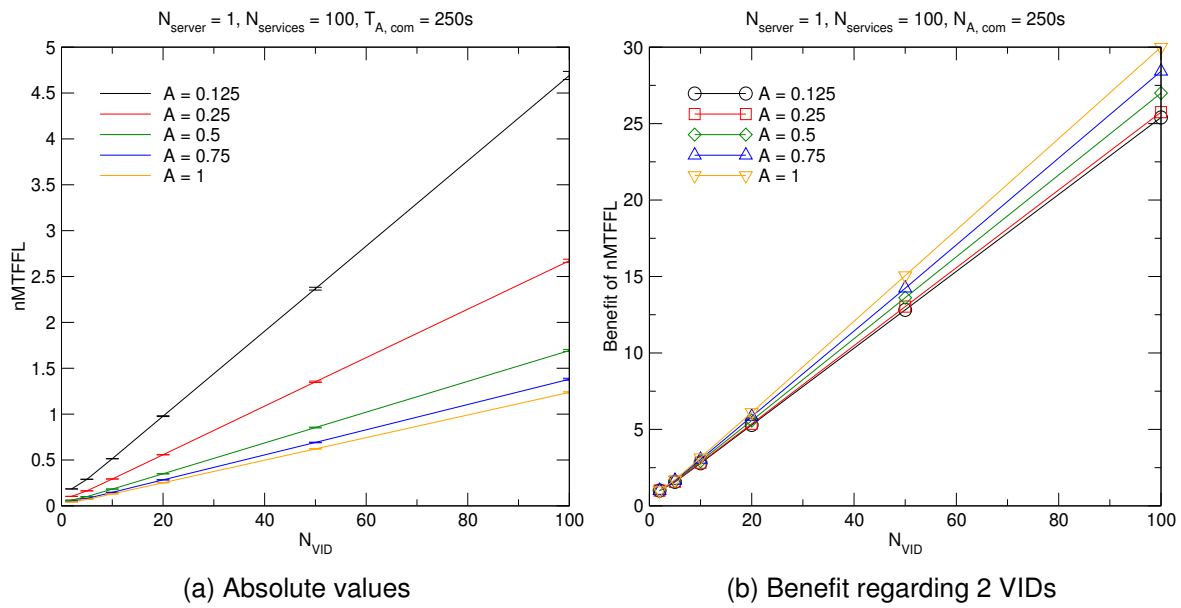 N_server = 1, N_services = 100, T_A, com = 250s
5
4.5
4
3.5
3
2.5
2
1.5
1
0.5
0
nMTFFL
A = 0.125
A = 0.25
A = 0.5
A = 0.75
A = 1
0 20 40 60 80 100
N_VID
(a) Absolute values
N_server = 1, N_services = 100, N_A, com = 250s
30
25
20
15
10
5
0
Benefit of nMTFFL
A = 0.125
A = 0.25
A = 0.5
A = 0.75
A = 1
0 20 40 60 80 100
N_VID
(b) Benefit regarding 2 VIDs